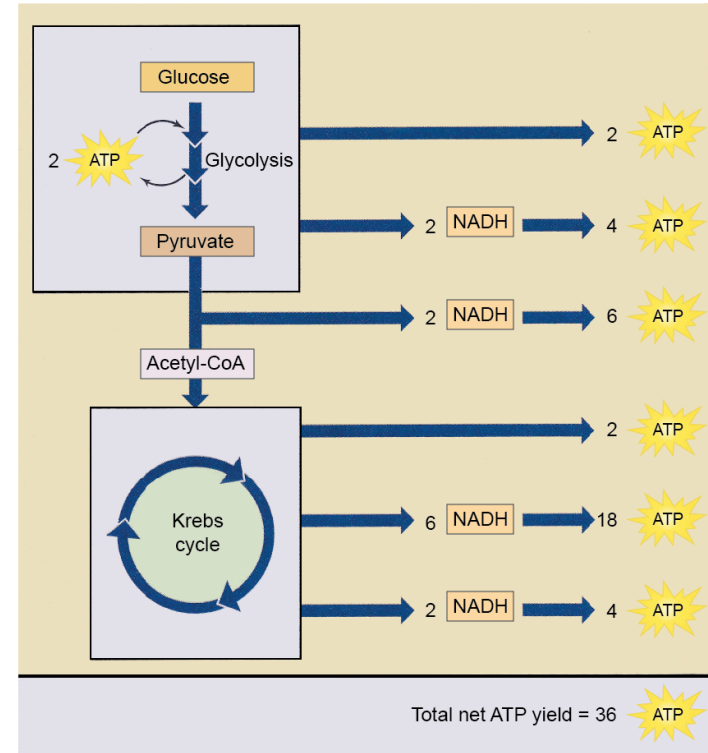 Glucose
2 ATP
Glycolysis
2 ATP
Pyruvate
2 NADH 4 ATP
2 NADH 6 ATP
Acetyl-CoA
2 ATP
Krebs
cycle
6 NADH 18 ATP
2 NADH 4 ATP
Total net ATP yield = 36 ATP